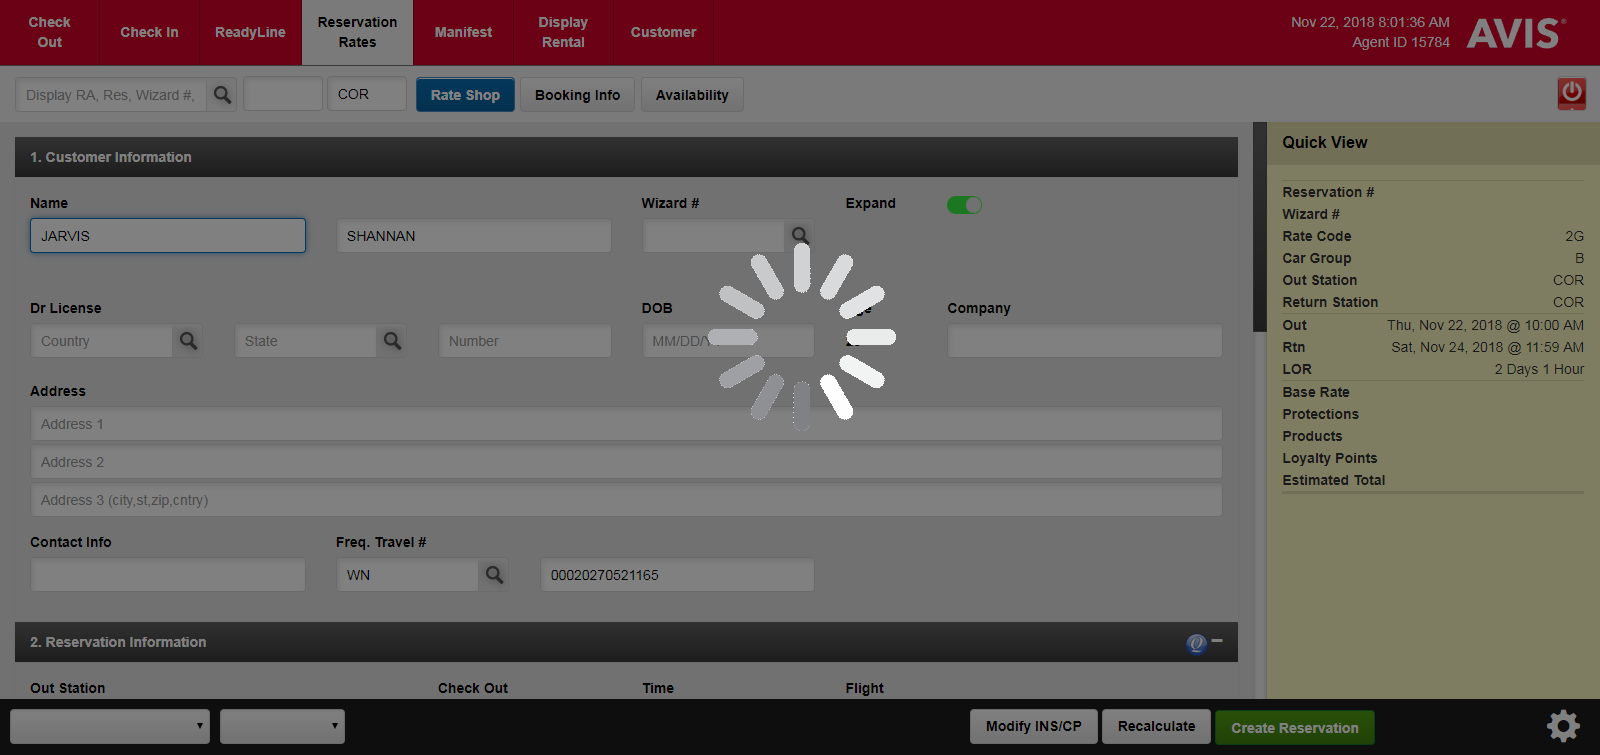 Check Out
Check In
ReadyLine
Reservation Rates
Manifest
Display Rental
Customer
Nov 22, 2018 8:01:36 AM
Agent ID 15784
AVIS
Display RA, Res, Wizard #,
COR
Rate Shop
Booking Info
Availability
1. Customer Information
Name
Wizard #
Expand
JARVIS
SHANNAN
Dr License
DOB
Company
Country
State
Number
MM/DD/
Address
Address 1
Address 2
Address 3 (city,st,zip,cntry)
Contact Info
Freq. Travel #
WN
00020270521165
2. Reservation Information
Out Station
Check Out
Time
Flight
Quick View
Reservation #
Wizard #
Rate Code 2G
Car Group B
Out Station COR
Return Station COR
Out Thu, Nov 22, 2018 @ 10:00 AM
Rtn Sat, Nov 24, 2018 @ 11:59 AM
LOR 2 Days 1 Hour
Base Rate
Protections
Products
Loyalty Points
Estimated Total
Modify INS/CP
Recalculate
Create Reservation